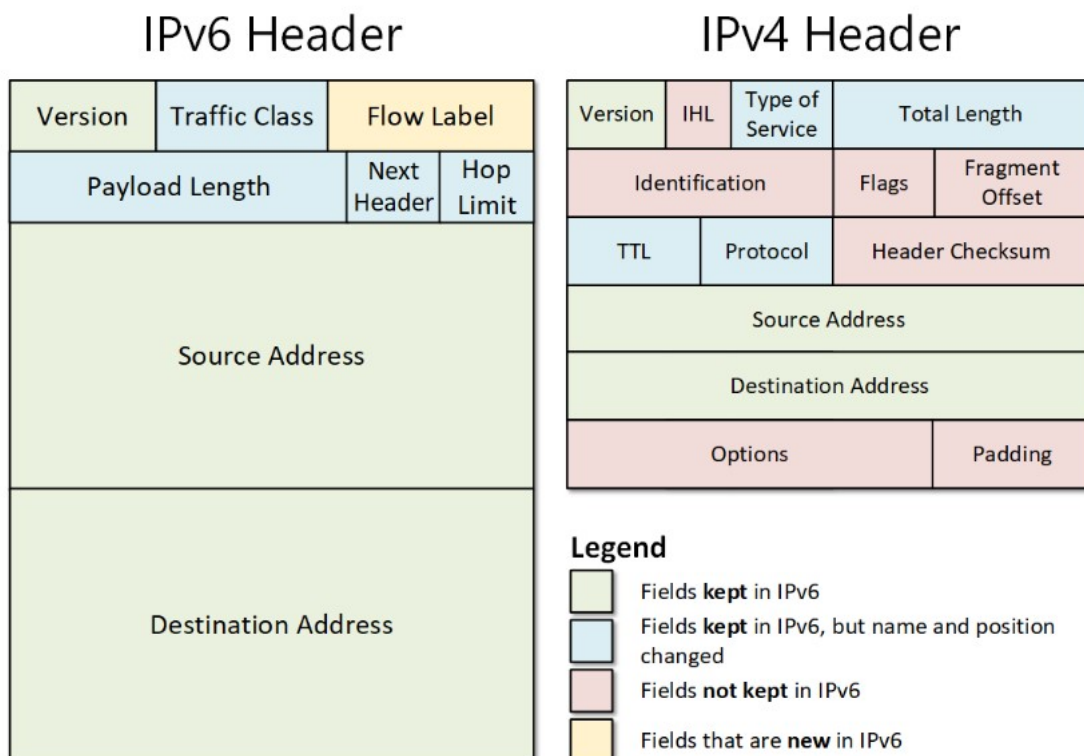 IPv6 Header
Version
Traffic Class
Flow Label
Payload Length
Next
Header
Hop
Limit
Source Address
Destination Address
IPv4 Header
Version
IHL
Type of
Service
Total Length
Identification
Flags
Fragment
Offset
TTL
Protocol
Header Checksum
Source Address
Destination Address
Options
Padding
Legend
Fields kept in IPv6
Fields kept in IPv6, but name and position
changed
Fields not kept in IPv6
Fields that are new in IPv6